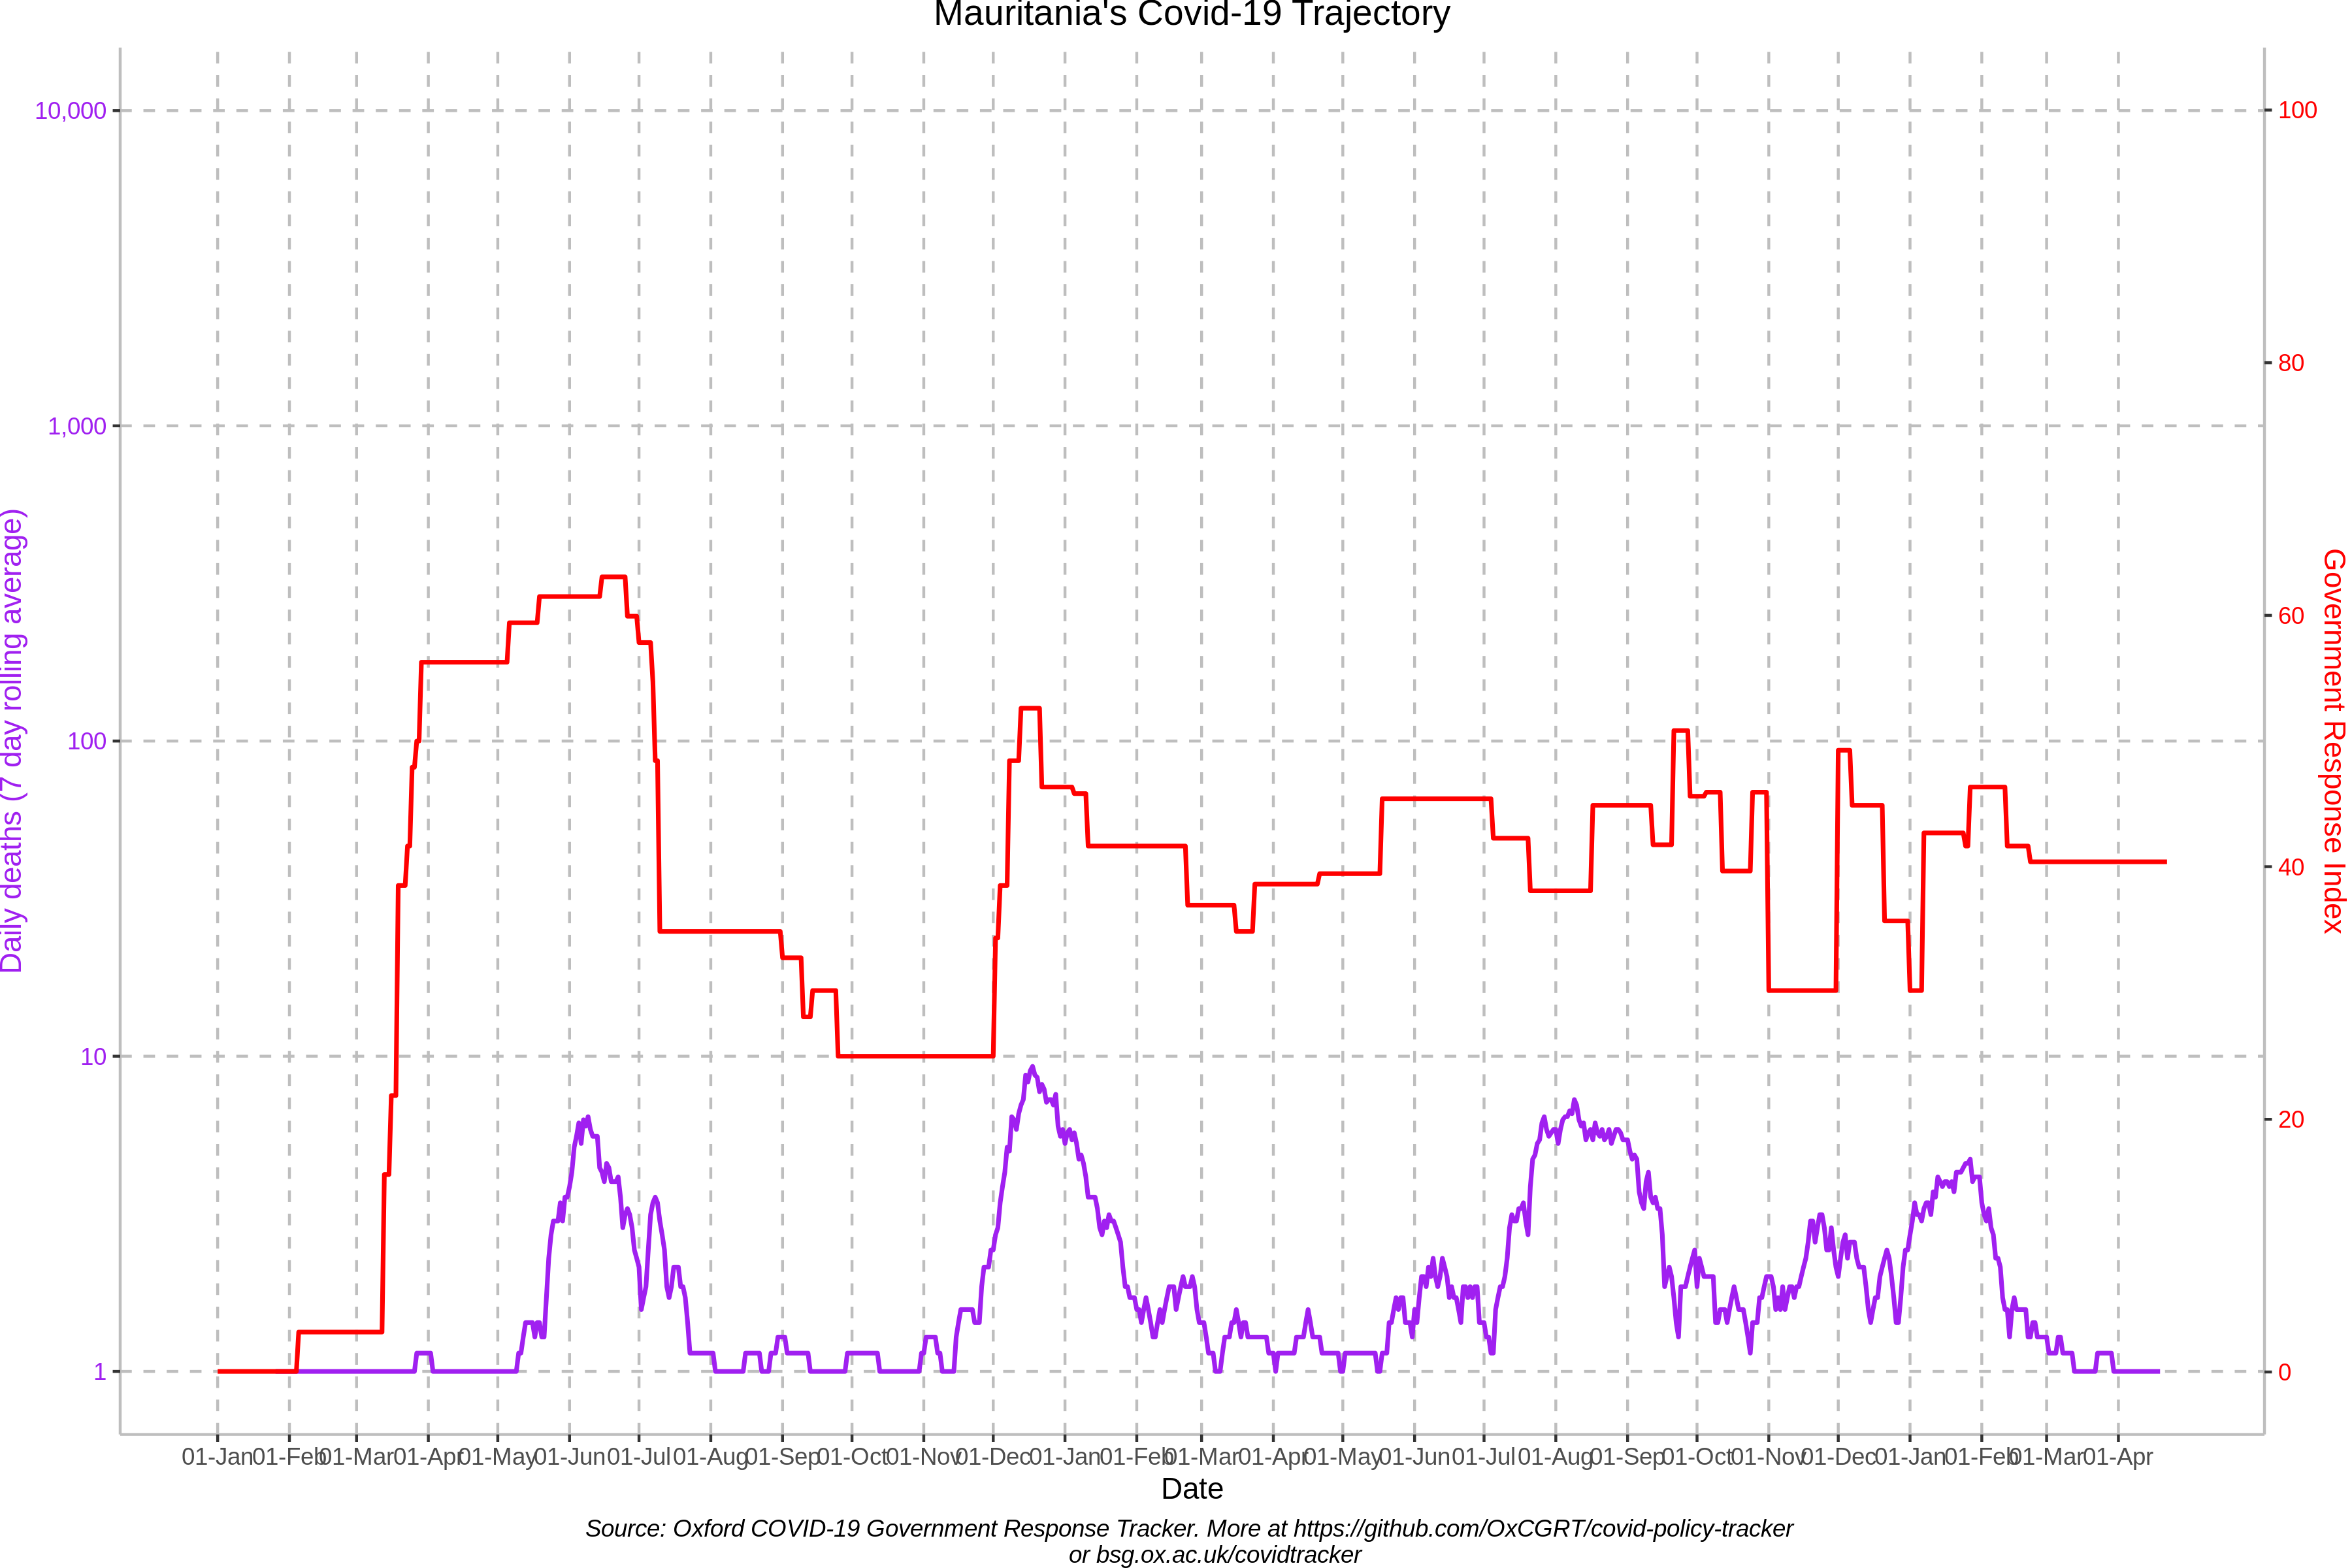 Mauritania's Covid-19 Trajectory
10,000
1,000
100
10
1
Daily deaths (7 day rolling average)
100
80
60
40
20
0
Government Response Index
01-Jan 01-Feb 01-Mar 01-Apr 01-May 01-Jun 01-Jul 01-Aug 01-Sep 01-Oct 01-Nov 01-Dec 01-Jan 01-Feb 01-Mar 01-Apr 01-May 01-Jun 01-Jul 01-Aug 01-Sep 01-Oct 01-Nov 01-Dec 01-Jan 01-Feb 01-Mar 01-Apr
Date
Source: Oxford COVID-19 Government Response Tracker. More at https://github.com/OxCGRT/covid-policy-tracker
or bsg.ox.ac.uk/covidtracker